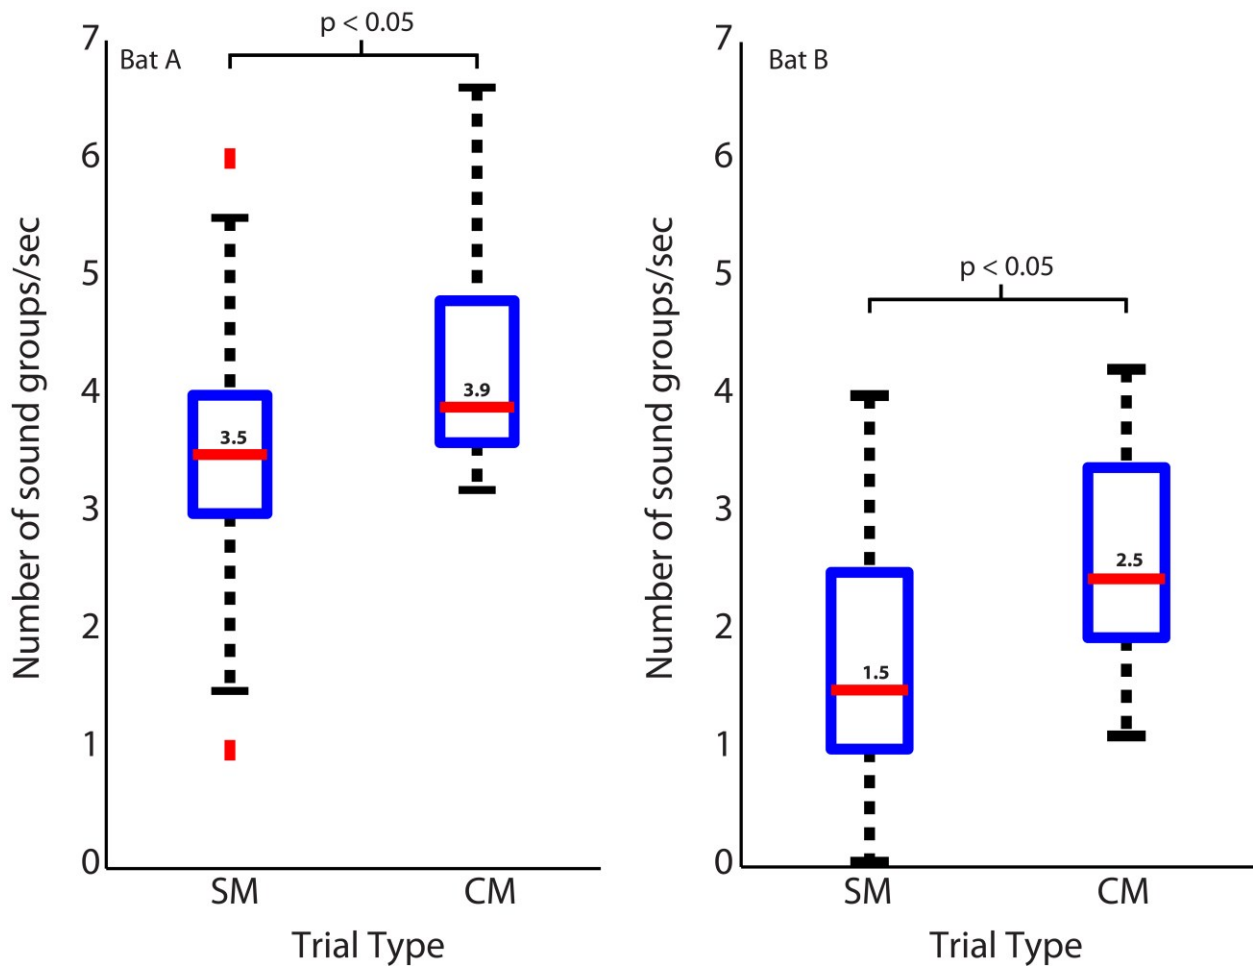 7
Bat A
p < 0.05
6
5
4
3
2
1
0
3.5
3.9
Number of sound groups/sec
SM
CM
Trial Type
7
Bat B
p < 0.05
6
5
4
3
2
1
0
1.5
2.5
Number of sound groups/sec
SM
CM
Trial Type